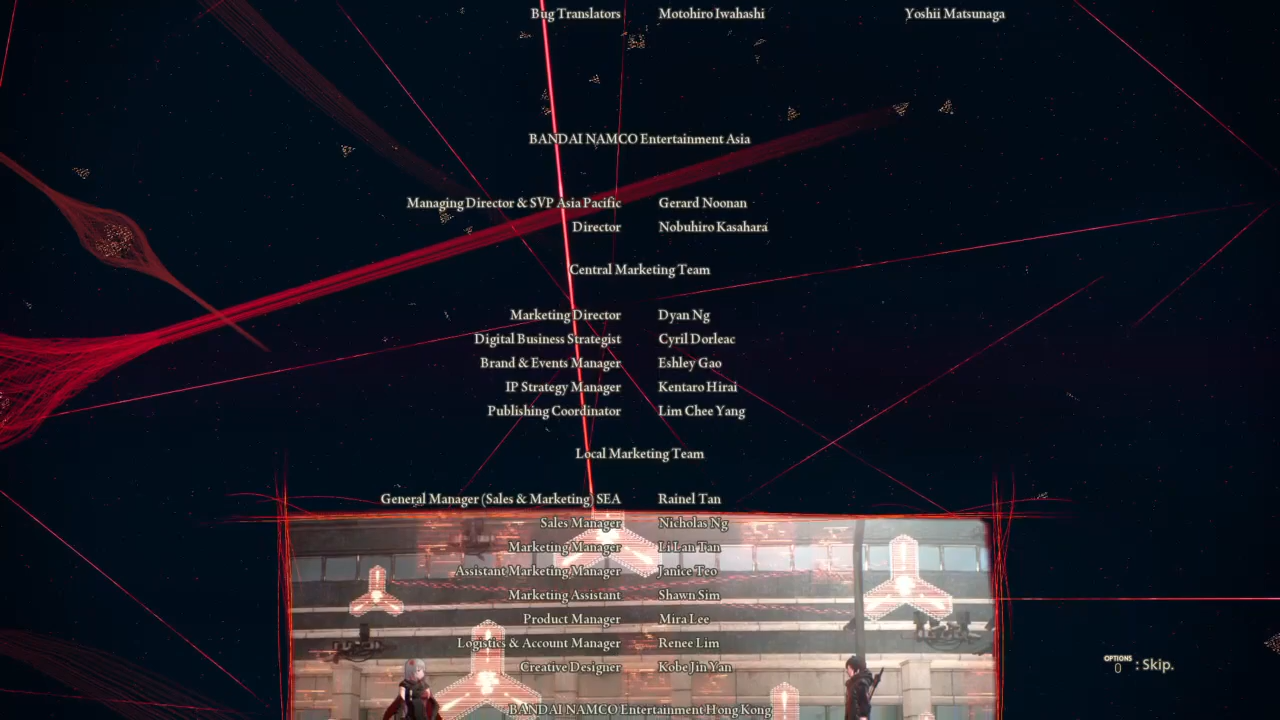 Bug Translators Motohiro Iwahashi Yoshii Matsunaga
BANDAI NAMCO Entertainment Asia
Managing Director & SVP Asia Pacific Gerard Noonan
Director Nobuhiro Kasahara
Central Marketing Team
Marketing Director Dyan Ng
Digital Business Strategist Cyril Dorleac
Brand & Events Manager Eshley Gao
IP Strategy Manager Kentaro Hirai
Publishing Coordinator Lim Chee Yang
Local Marketing Team
General Manager (Sales & Marketing) SEA Rainel Tan
Sales Manager Nicholas Ng
Marketing Manager Li Lan Tan
Assistant Marketing Manager Janice Teo
Marketing Assistant Shawn Sim
Product Manager Mira Lee
Logistics & Account Manager Renee Lim
Creative Designer Kobe Jin Yan
OPTIONS
0 : Skip.
BANDAI NAMCO Entertainment Hong Kong